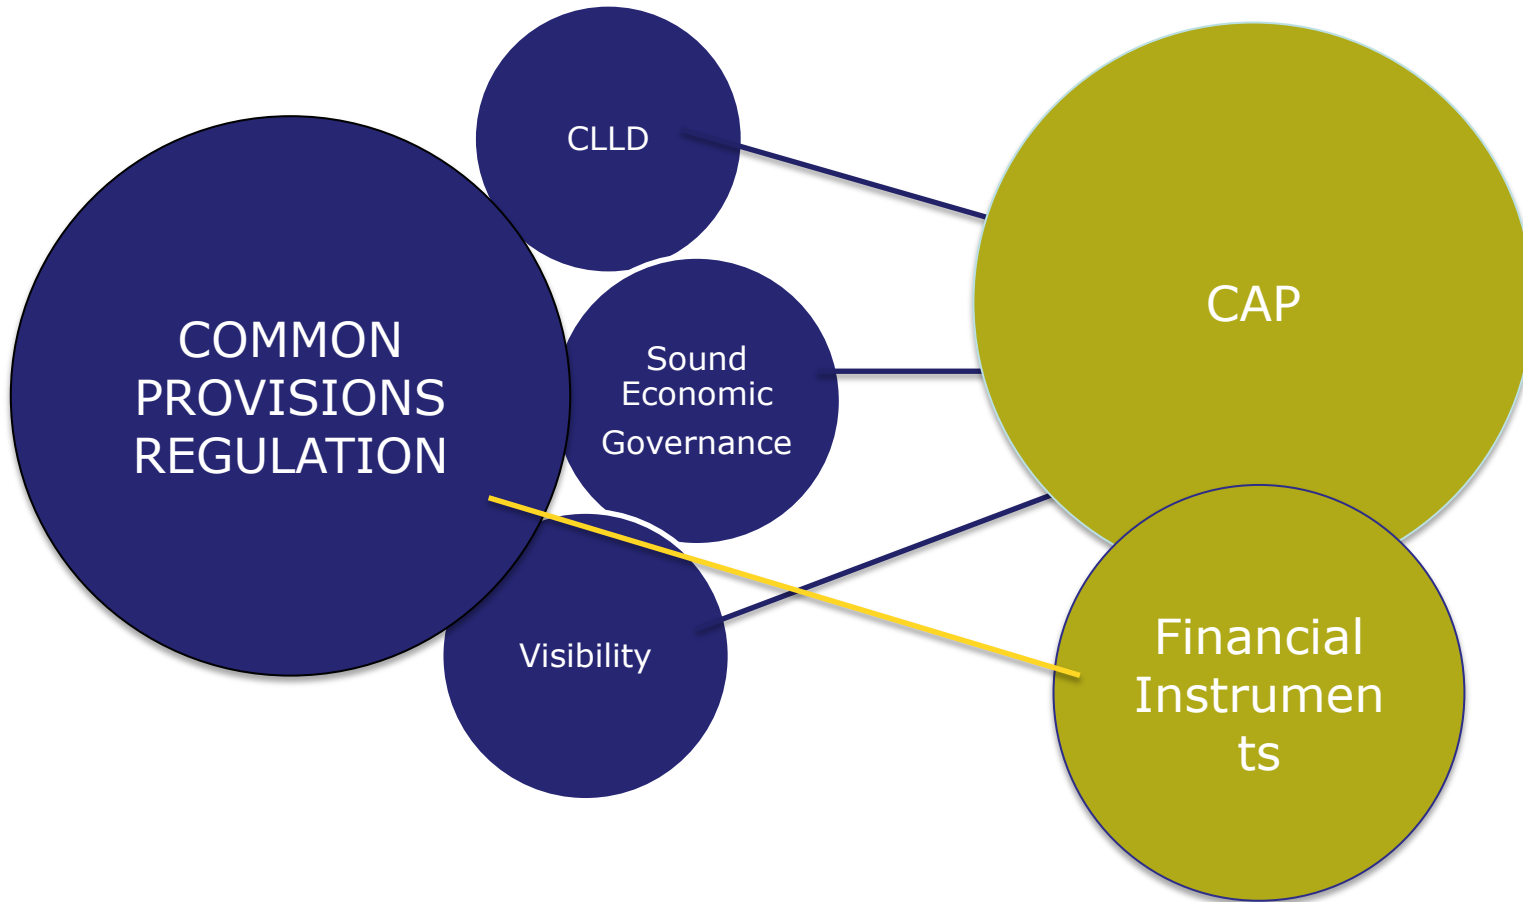 CLLD
COMMON
PROVISIONS
REGULATION
Sound
Economic
Governance
Visibility
CAP
Financial
Instrumen
ts